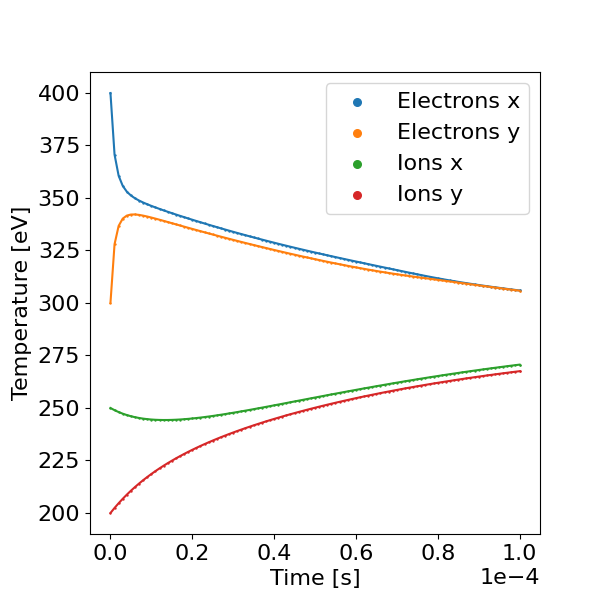 400
375
350
325
300
275
250
225
200
Temperature [eV]
Electrons x
Electrons y
Ions x
Ions y
0.0 0.2 0.4 0.6 0.8 1.0
Time [s]
1e−4